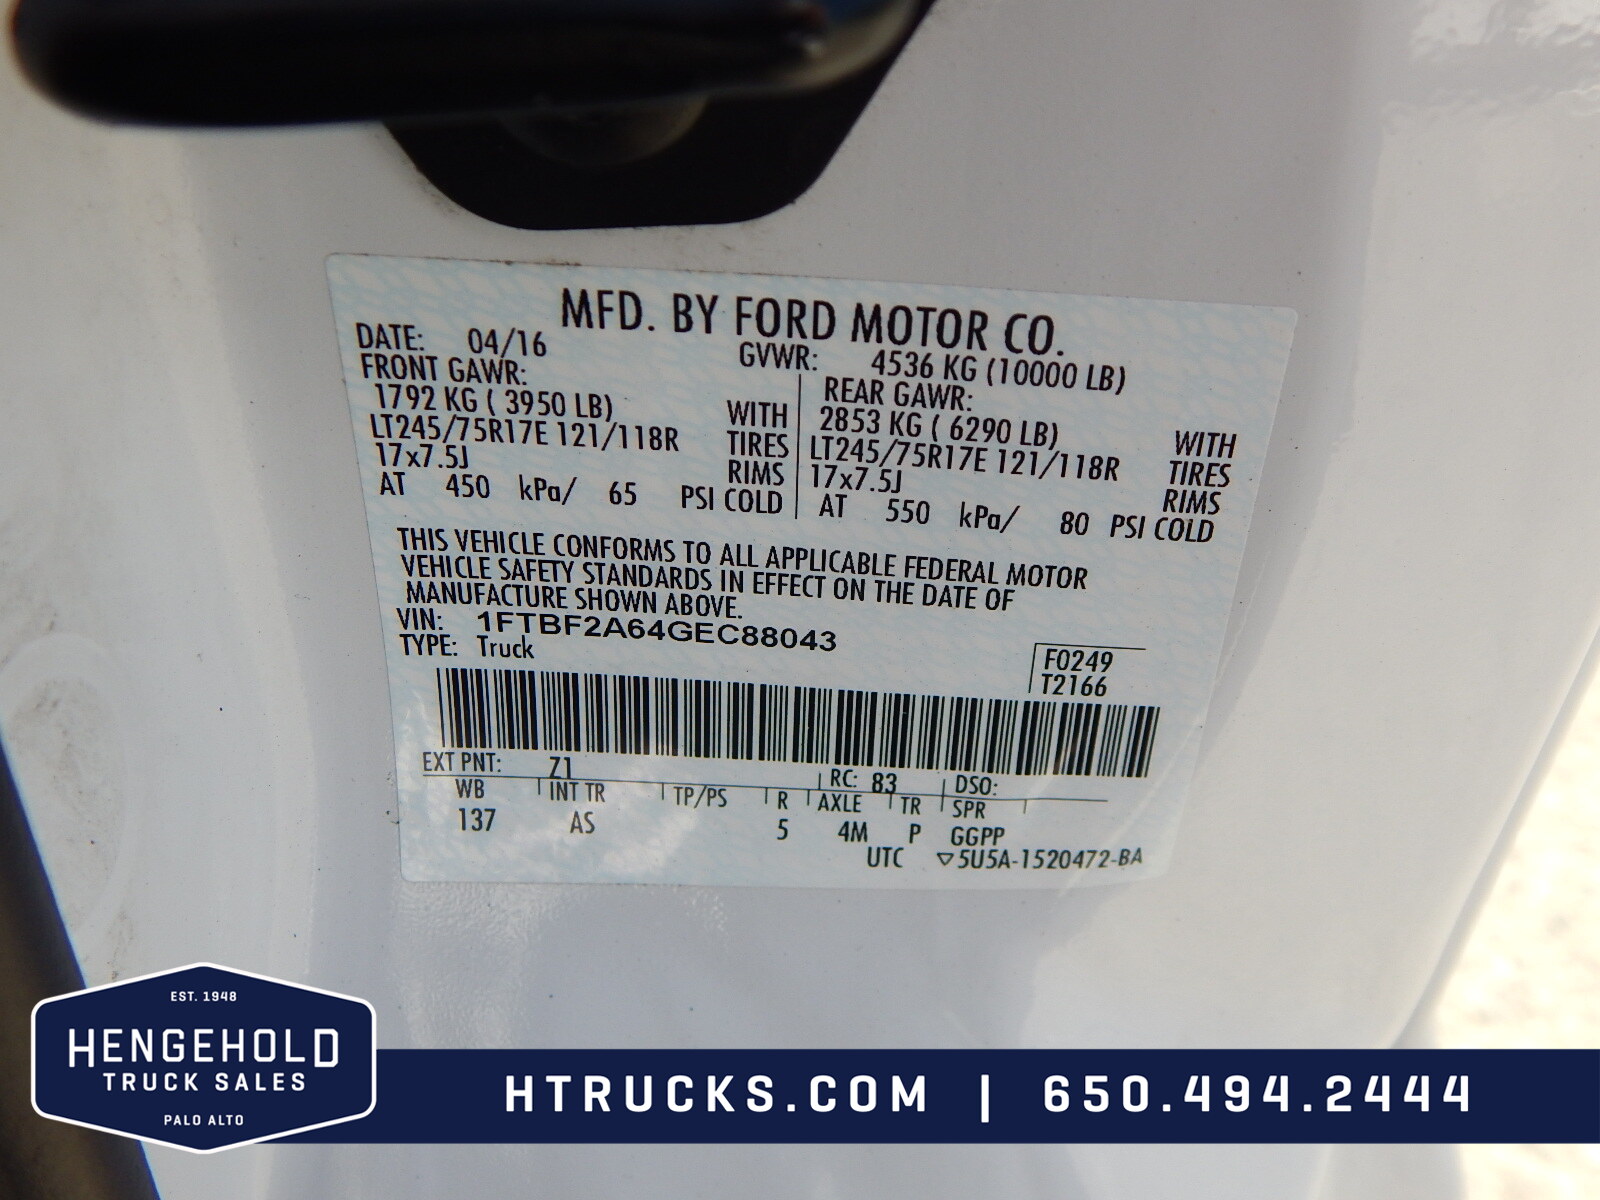 MFD. BY FORD MOTOR CO.
DATE: 04/16 GVWR: 4536 KG (10000 LB)
FRONT GAWR: REAR GAWR:
1792 KG ( 3950 LB) WITH 2853 KG ( 6290 LB) WITH
LT245/75R17E 121/118R TIRES LT245/75R17E 121/118R TIRES
17x7.5J RIMS 17x7.5J RIMS
AT 450 kPa/ 65 PSI COLD AT 550 kPa/ 80 PSI COLD
THIS VEHICLE CONFORMS TO ALL APPLICABLE FEDERAL MOTOR
VEHICLE SAFETY STANDARDS IN EFFECT ON THE DATE OF
MANUFACTURE SHOWN ABOVE.
VIN: 1FTBF2A64GEC88043
TYPE: Truck F0249
T2166
EXT PNT: Z1 RC: 83 DSO:
WB INT TR TP/PS R AXLE TR SPR
137 AS 5 4M P GGPP
UTC ▽5U5A-1520472-BA
EST. 1948
HENGEHOLD
TRUCK SALES
PALO ALTO
HTRUCKS.COM | 650.494.2444